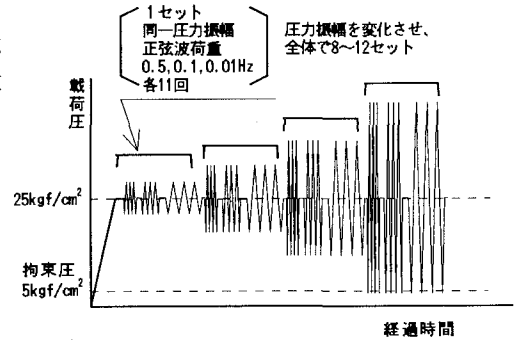 1セット
同一圧力振幅
正弦波荷重
0.5,0.1,0.01Hz
各11回
圧力振幅を変化させ、
全体で8〜12セット
載荷圧
25kgf/cm²
拘束圧
5kgf/cm²
経過時間